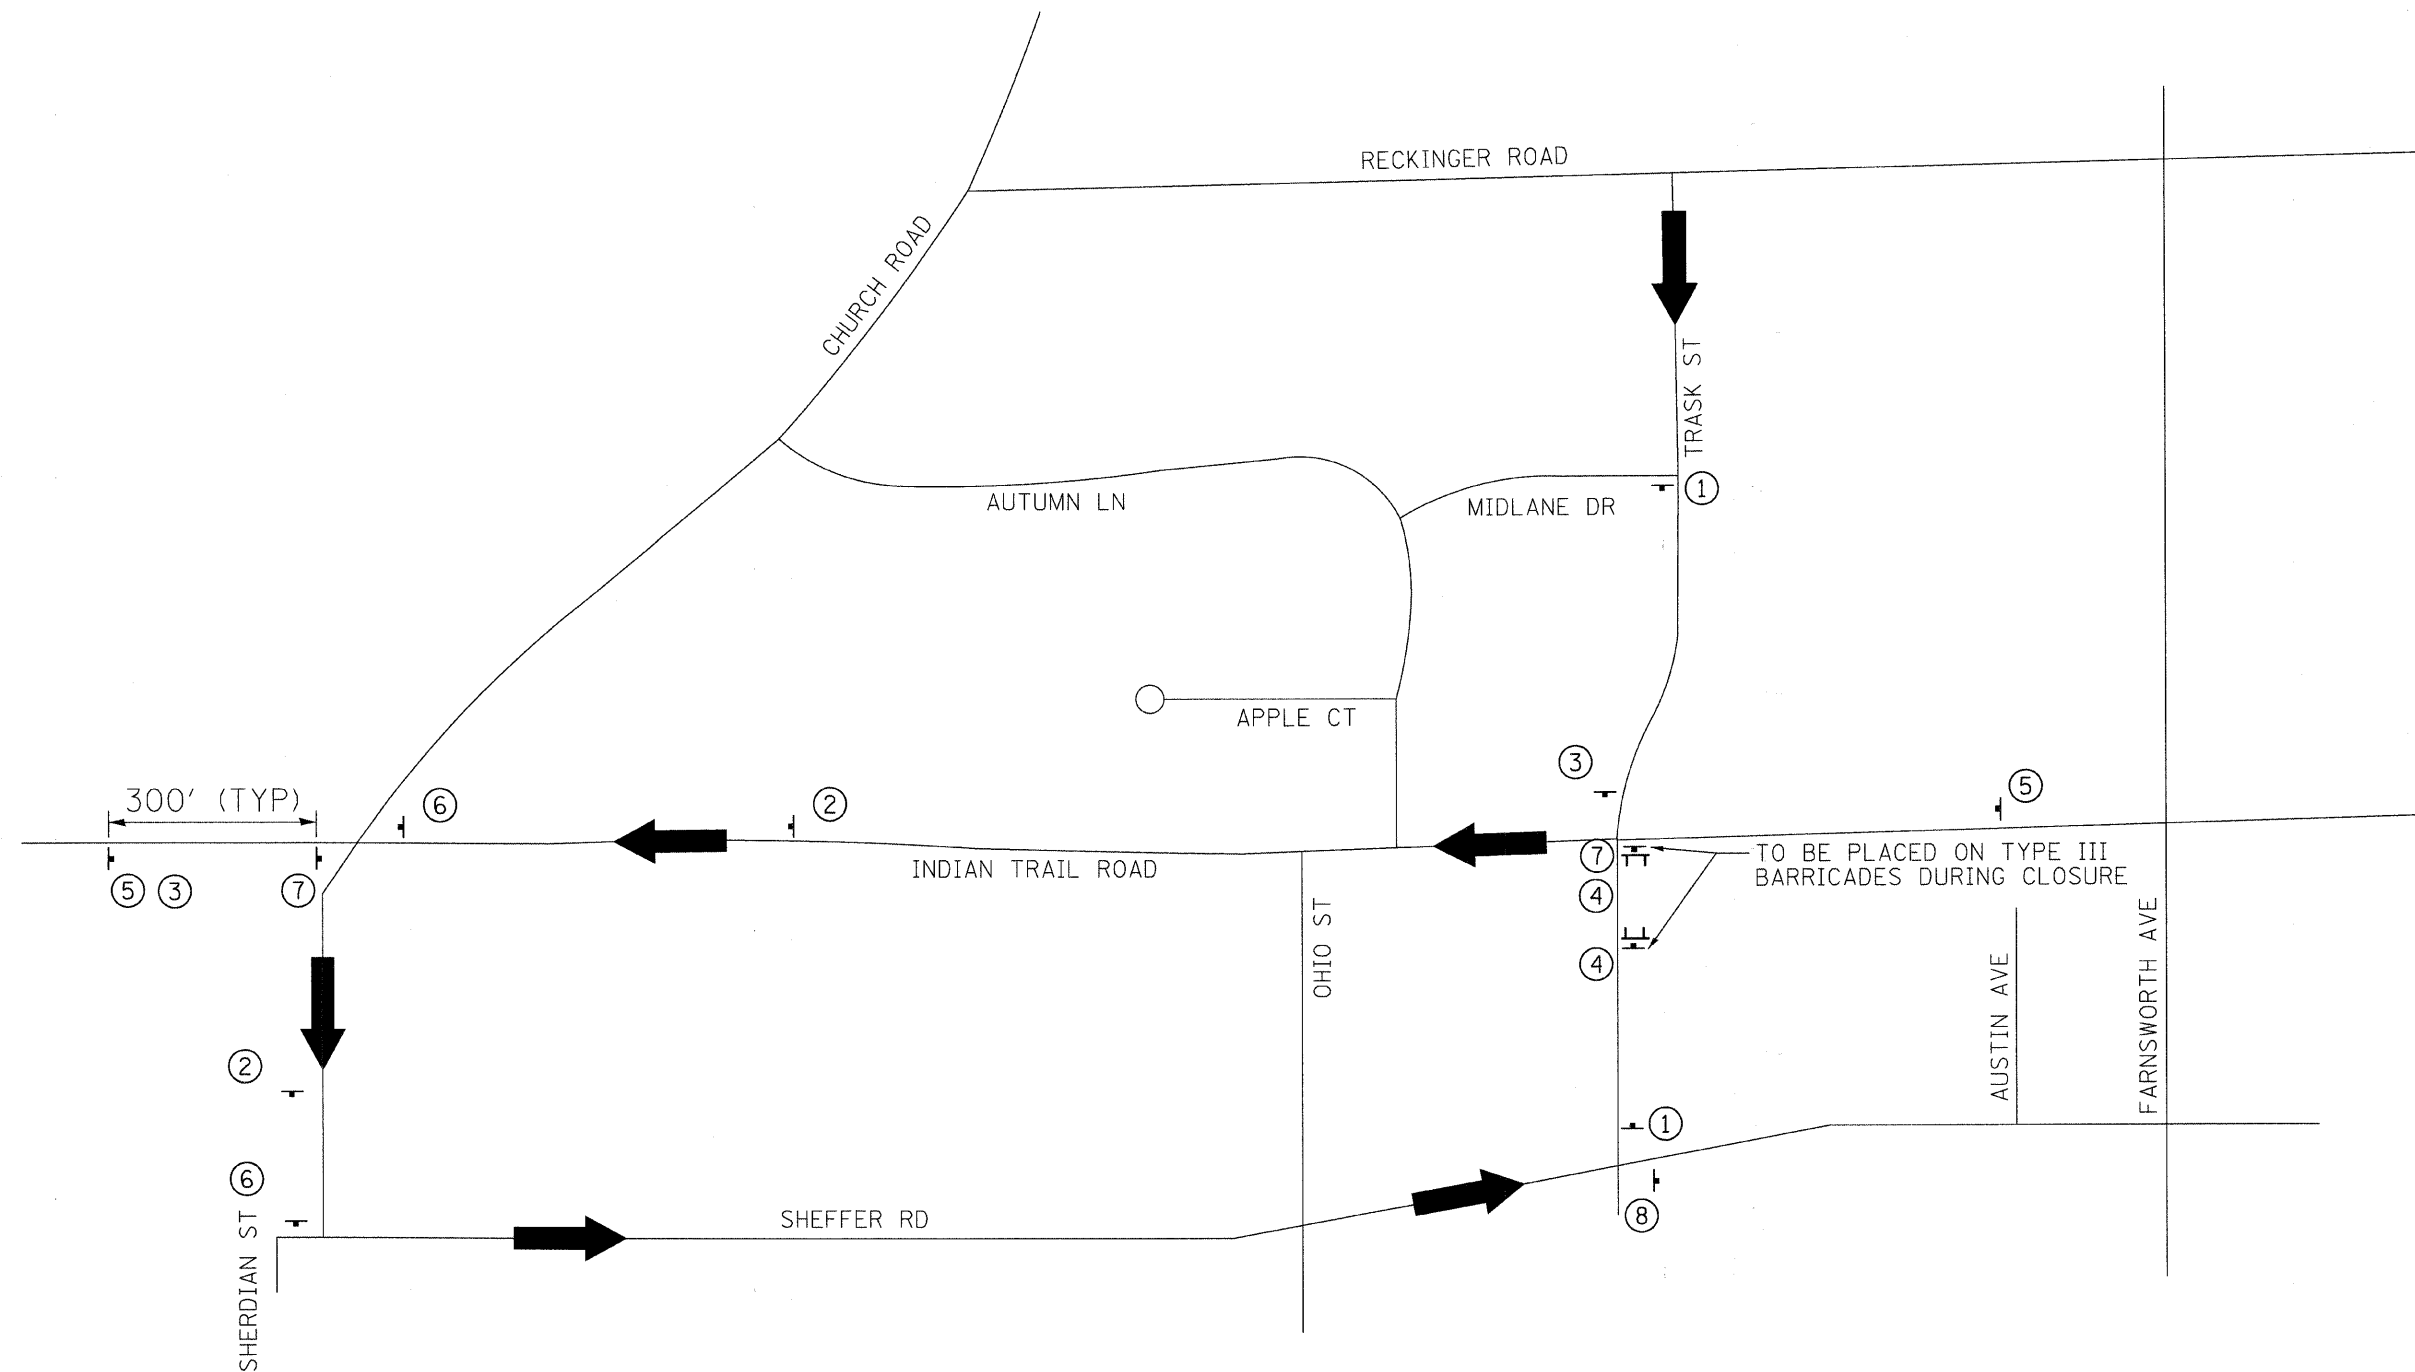 RECKINGER ROAD
CHURCH ROAD
TRASK ST
1
AUTUMN LN
MIDLANE DR
APPLE CT
3
5
300' (TYP)
6
2
7
TO BE PLACED ON TYPE III
BARRICADES DURING CLOSURE
INDIAN TRAIL ROAD
5 3
7
4
OHIO ST
4
AUSTIN AVE
FARNSWORTH AVE
2
1
6
8
SHEFFER RD
SHERDIAN ST